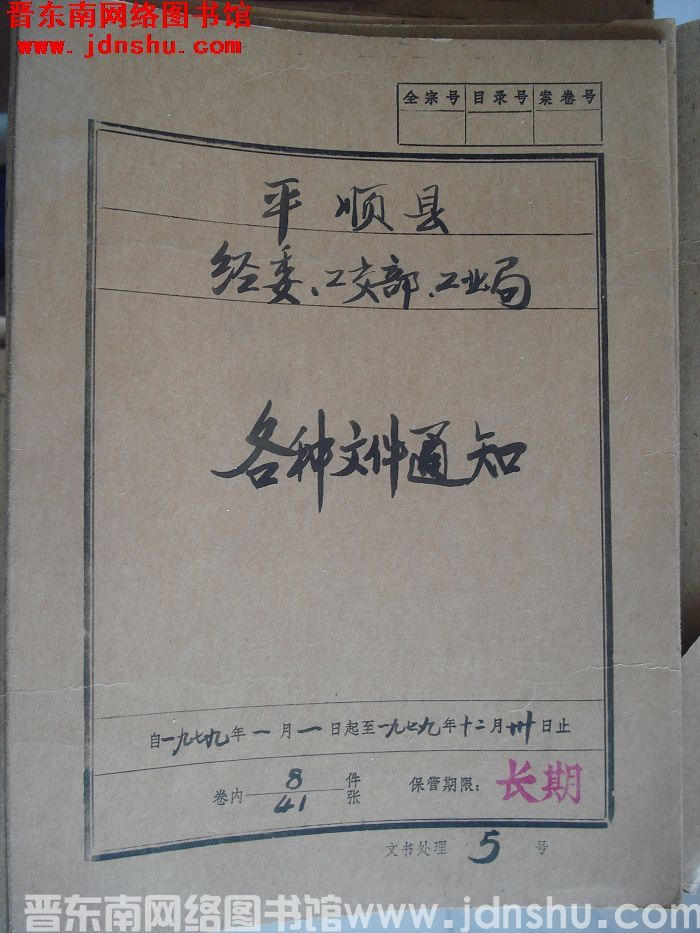 晋东南网络图书馆
www.jdnshu.com
全宗号 目录号 案卷号
平顺县
经委、工交部、工业局
各种文件通知
自一九七九年一月一日起至一九七九年十二月卅日止
卷内 8 件 保管期限：长期
41 张
文书处理 5 号
晋东南网络图书馆 www.jdnshu.com